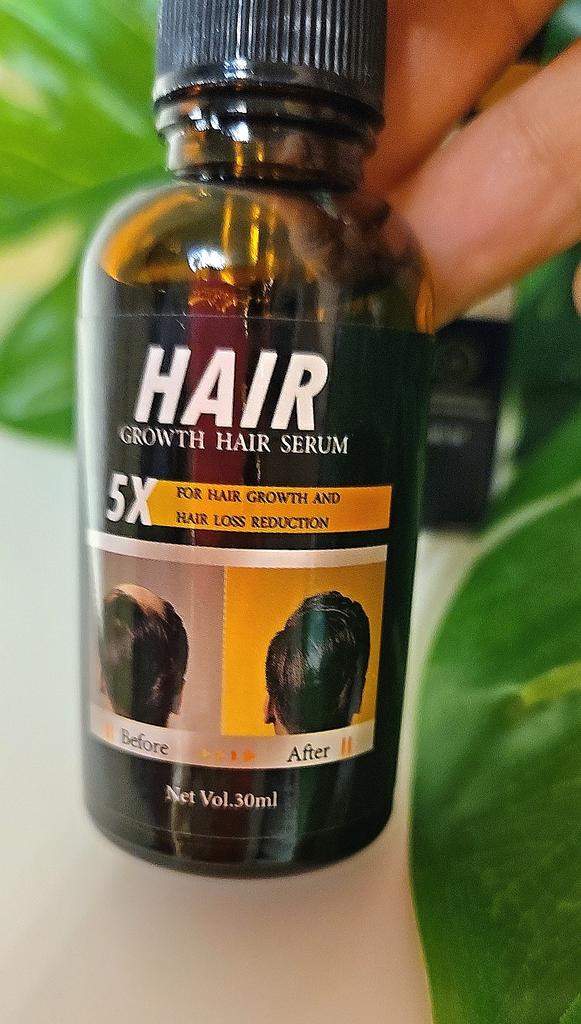 HAIR
GROWTH HAIR SERUM
5X
FOR HAIR GROWTH AND
HAIR LOSS REDUCTION
Before
After
Net Vol.30ml